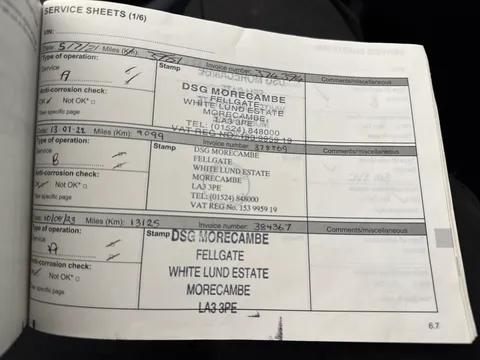 SERVICE SHEETS (1/6)
VIN:
Date: 5/7/21 Miles (Km): Invoice number:
Type of operation: Stamp Comments/miscellaneous
Service
A
Anti-corrosion check:
OK Not OK* □
*See specific page
DSG MORECAMBE
FELLGATE
WHITE LUND ESTATE
MORECAMBE
LA3 3PE
TEL: (01524) 848000
VAT REG NO. 153 9959 19
Date: 13.07.22 Miles (Km): 9099 Invoice number:
Type of operation: Stamp Comments/miscellaneous
Service
B
Anti-corrosion check:
Not OK* □
*See specific page
DSG MORECAMBE
FELLGATE
WHITE LUND ESTATE
MORECAMBE
LA3 3PE
TEL: (01524) 848000
VAT REG No. 153 9959 19
Date: 10/08/23 Miles (Km): 13125 Invoice number: 384367
Type of operation: Stamp Comments/miscellaneous
Service
A
Anti-corrosion check:
Not OK* □
*See specific page
DSG MORECAMBE
FELLGATE
WHITE LUND ESTATE
MORECAMBE
LA3 3PE
6.7